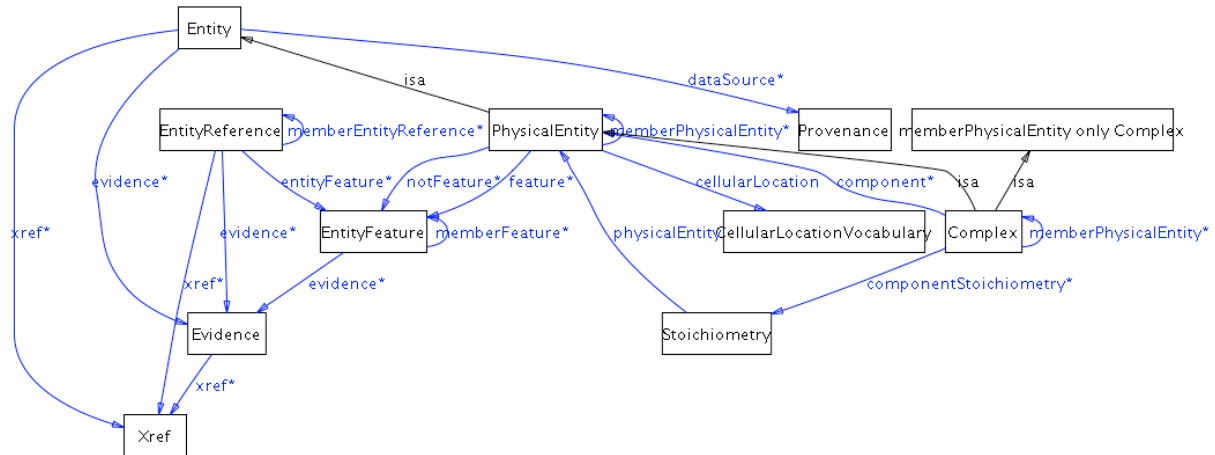 Entity
isa
dataSource*
EntityReference
memberEntityReference*
PhysicalEntity
memberPhysicalEntity*
Provenance
memberPhysicalEntity only Complex
evidence*
entityFeature*
notFeature*
feature*
cellularLocation
component*
isa
isa
xref*
evidence*
EntityFeature
memberFeature*
physicalEntity
CellularLocationVocabulary
Complex
memberPhysicalEntity*
xref*
evidence*
componentStoichiometry*
Evidence
Stoichiometry
xref*
Xref